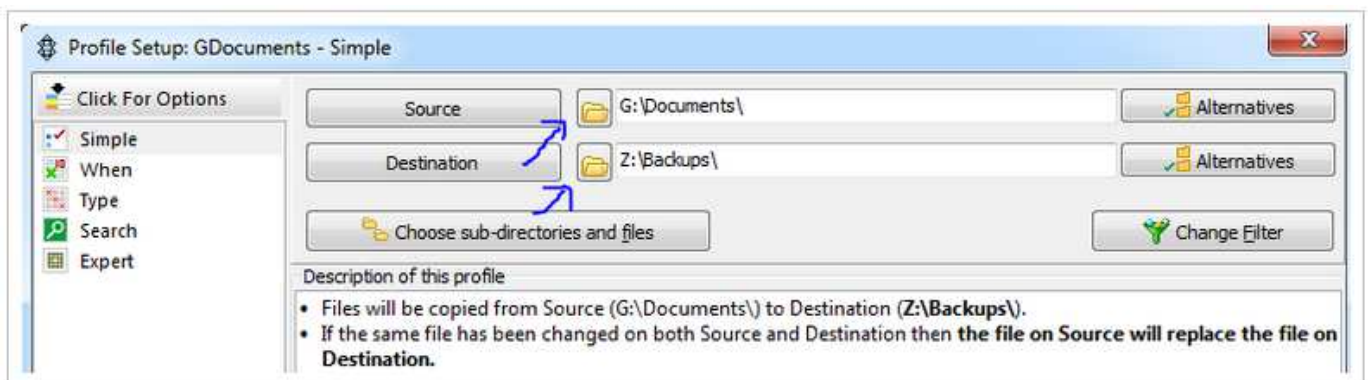 Profile Setup: GDocuments - Simple
Click For Options
Simple
When
Type
Search
Expert
Source
G:\Documents\
Alternatives
Destination
Z:\Backups\
Alternatives
Choose sub-directories and files
Change Filter
Description of this profile
• Files will be copied from Source (G:\Documents\) to Destination (Z:\Backups\).
• If the same file has been changed on both Source and Destination then the file on Source will replace the file on
Destination.